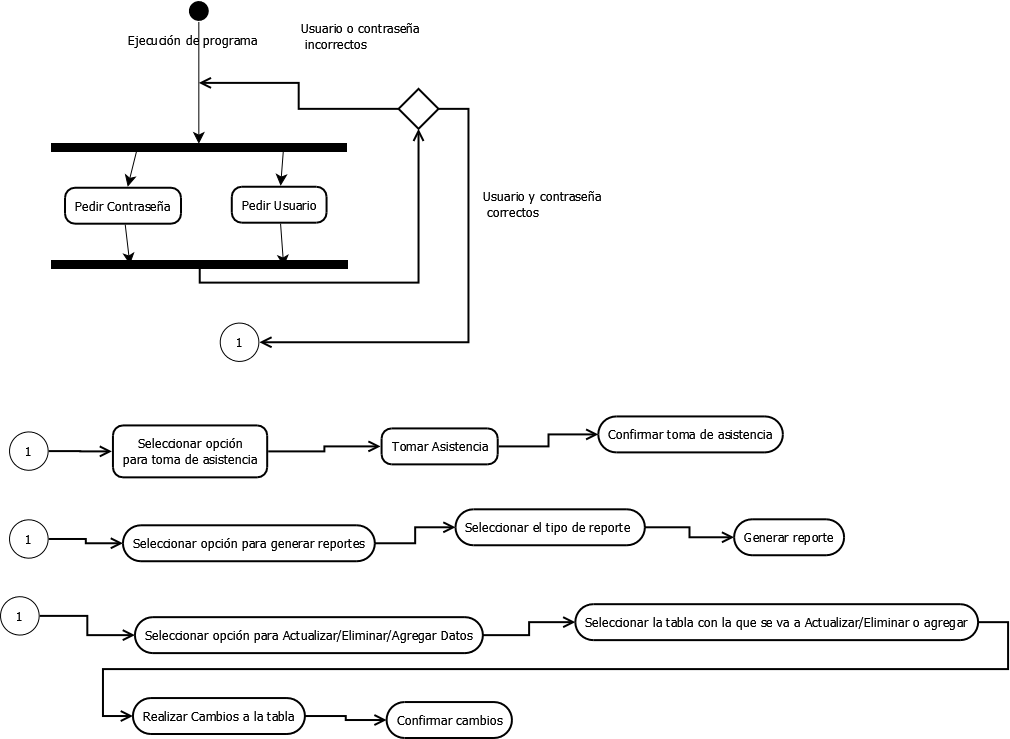 Ejecución de programa
Usuario o contraseña
incorrectos
Pedir Contraseña
Pedir Usuario
Usuario y contraseña
correctos
1
1
Seleccionar opción
para toma de asistencia
Tomar Asistencia
Confirmar toma de asistencia
1
Seleccionar opción para generar reportes
Seleccionar el tipo de reporte
Generar reporte
1
Seleccionar opción para Actualizar/Eliminar/Agregar Datos
Seleccionar la tabla con la que se va a Actualizar/Eliminar o agregar
Realizar Cambios a la tabla
Confirmar cambios